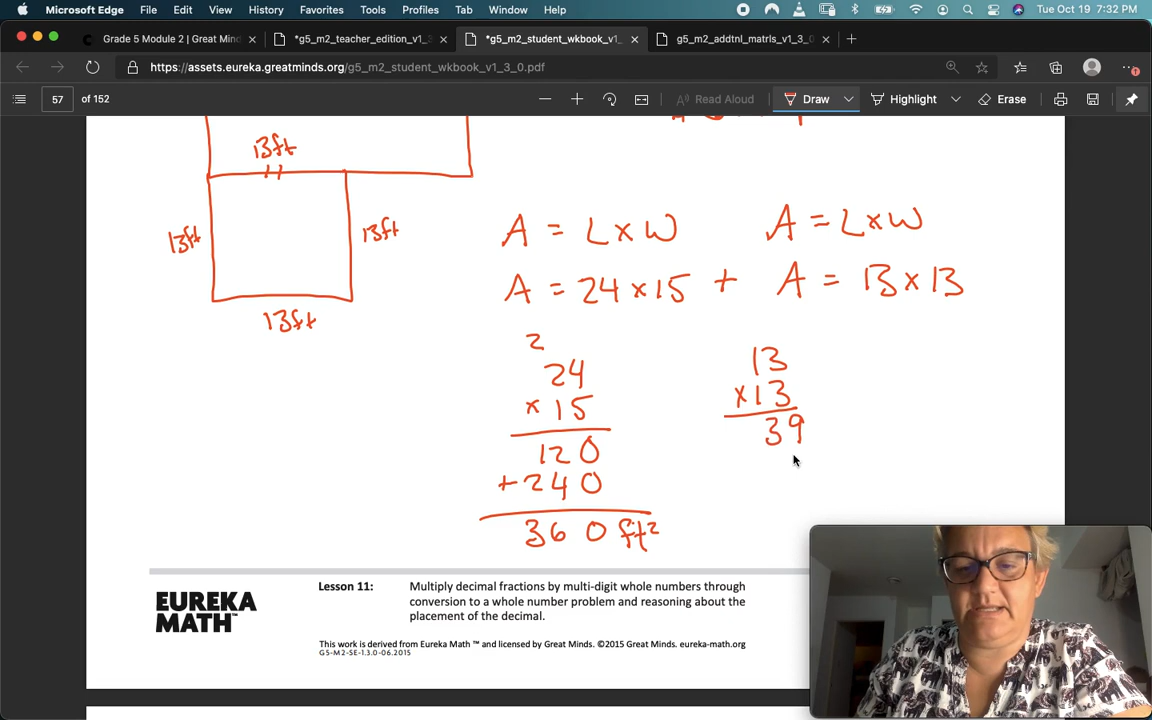 Microsoft Edge File Edit View History Favorites Tools Profiles Tab Window Help Tue Oct 19 7:32 PM
Grade 5 Module 2 | Great Mind *g5_m2_teacher_edition_v1_3 *g5_m2_student_wkbook_v1_ g5_m2_addtnl_matrls_v1_3_0
https://assets.eureka.greatminds.org/g5_m2_student_wkbook_v1_3_0.pdf
57 of 152 Read Aloud Draw Highlight Erase
13ft
13ft 13ft
13ft
A = L x W A = L x W
A = 24 x 15 + A = 13 x 13
2
24
x 15
120
+240
360 ft²
13
x13
39
EUREKA MATH™
Lesson 11: Multiply decimal fractions by multi-digit whole numbers through
conversion to a whole number problem and reasoning about the
placement of the decimal.
This work is derived from Eureka Math ™ and licensed by Great Minds. ©2015 Great Minds. eureka-math.org
G5-M2-SE-1.3.0-06.2015